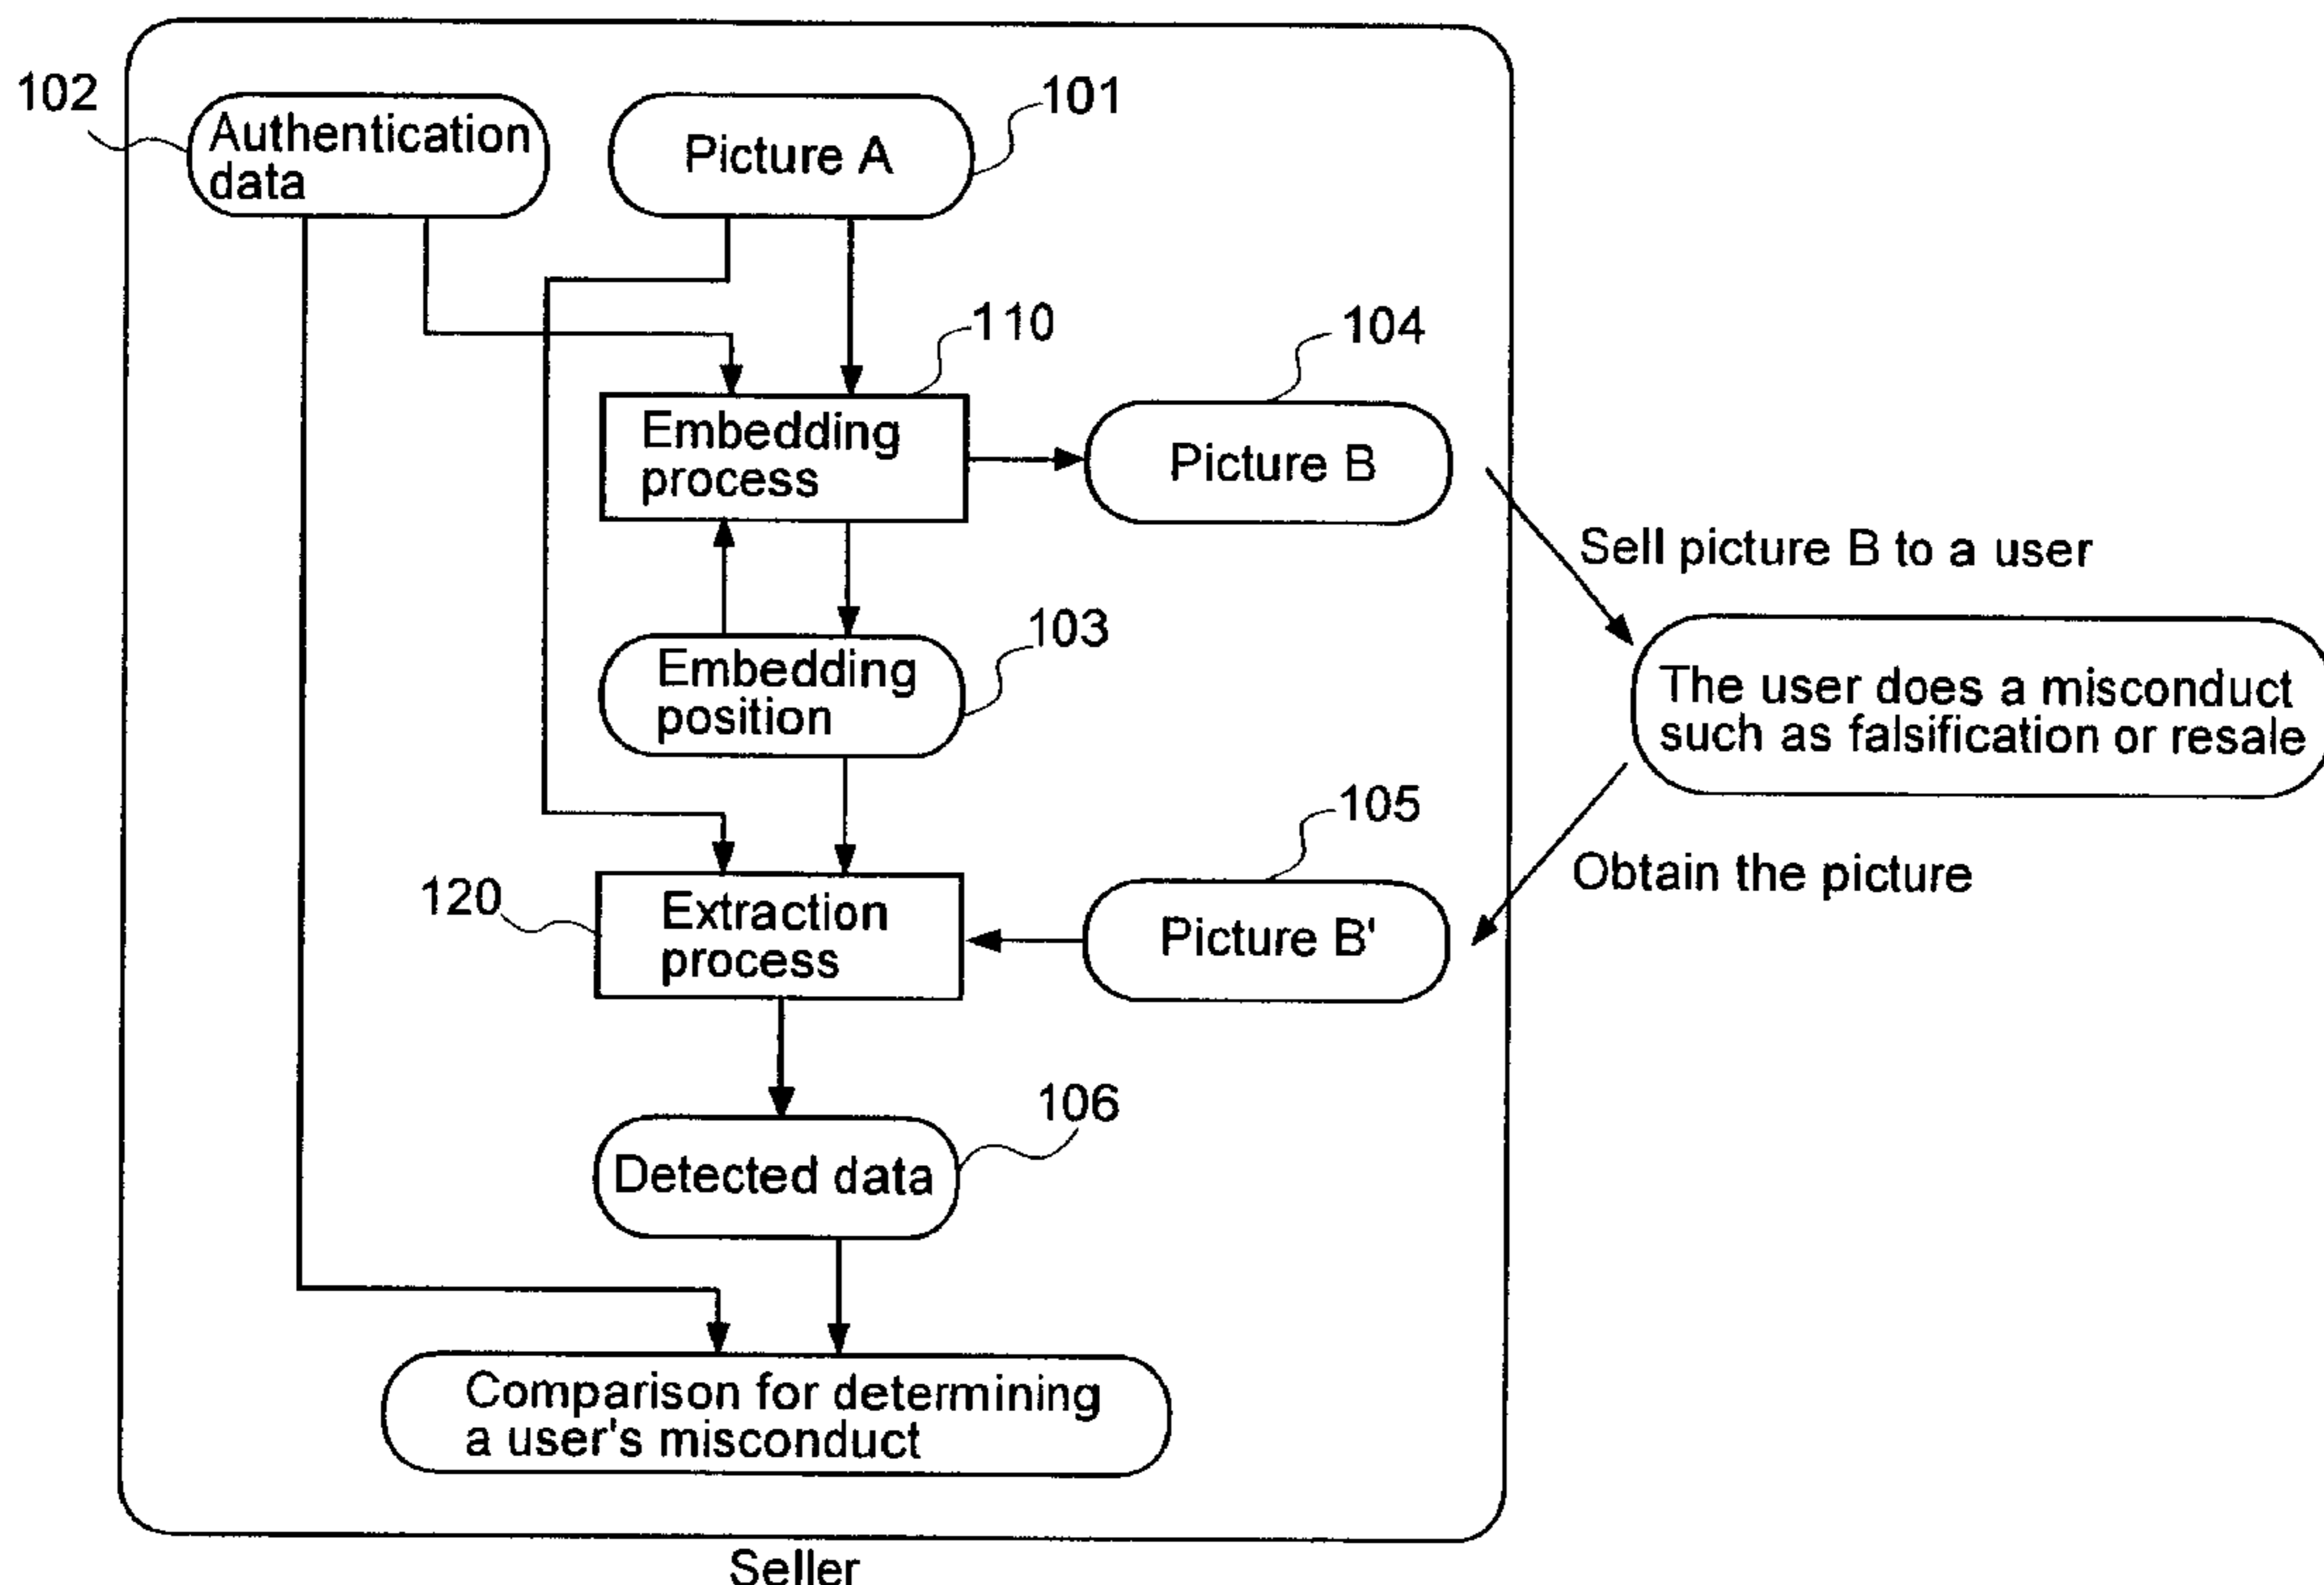 102
Authentication
data
Picture A
101
110
104
Embedding
process
Picture B
Sell picture B to a user
103
Embedding
position
The user does a misconduct
such as falsification or resale
105
Obtain the picture
120
Extraction
process
Picture B'
106
Detected data
Comparison for determining
a user's misconduct
Seller